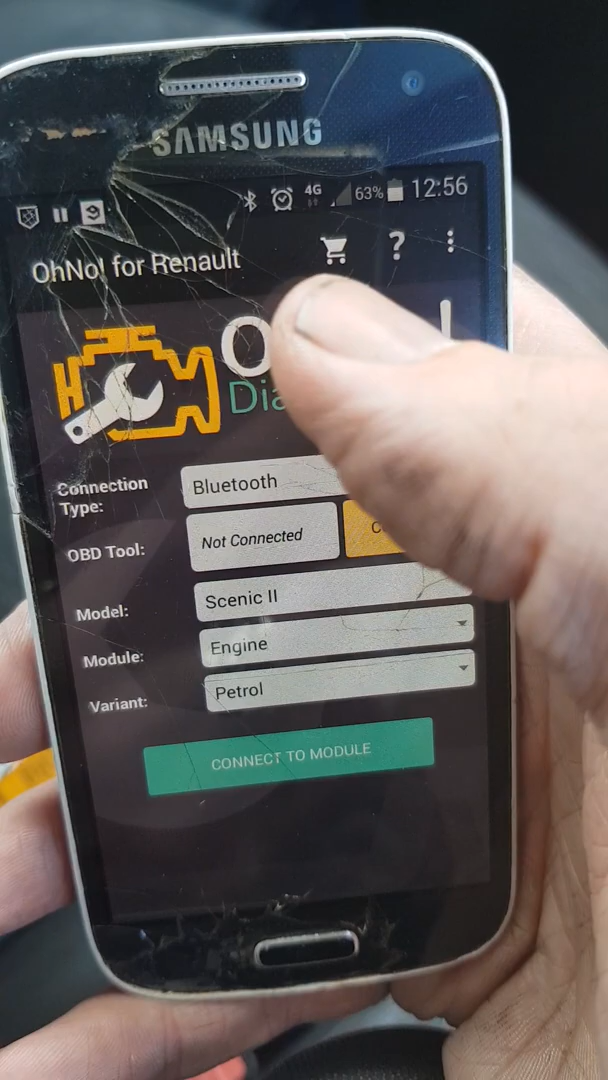 SAMSUNG
4G 63% 12:56
OhNo! for Renault ?
Connection Type:
Bluetooth
OBD Tool:
Not Connected
Model:
Scenic II
Module:
Engine
Variant:
Petrol
CONNECT TO MODULE